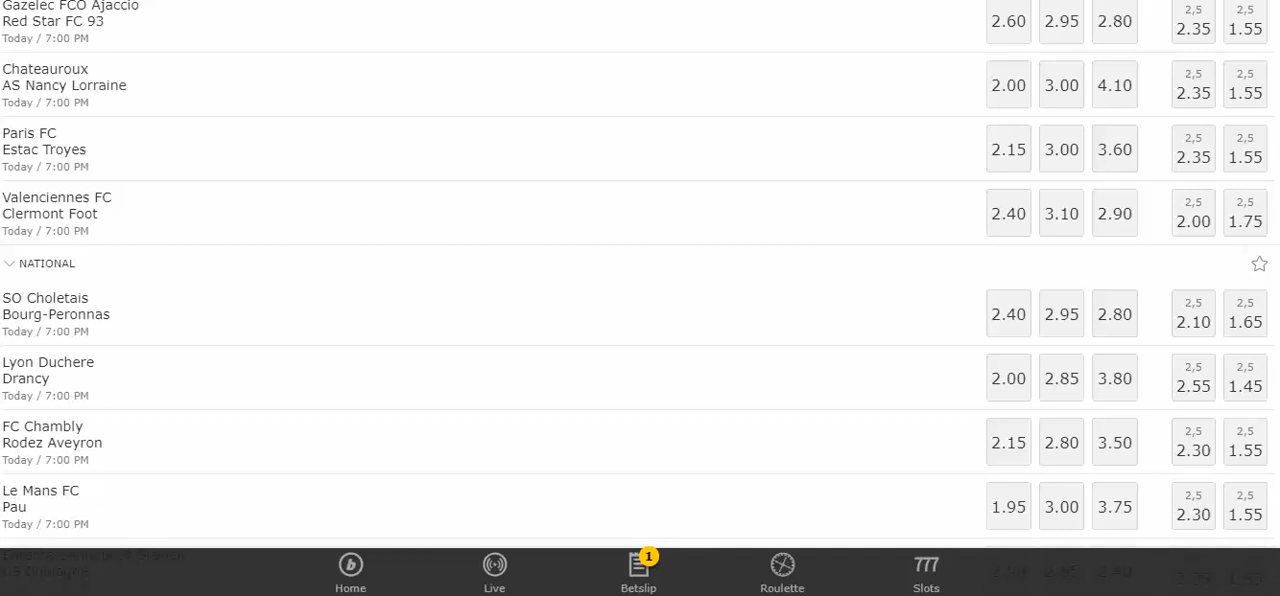 Gazelec FCO Ajaccio
Red Star FC 93
Today / 7:00 PM
2.60 2.95 2.80 2,5 2.35 2,5 1.55
Chateauroux
AS Nancy Lorraine
Today / 7:00 PM
2.00 3.00 4.10 2,5 2.35 2,5 1.55
Paris FC
Estac Troyes
Today / 7:00 PM
2.15 3.00 3.60 2,5 2.35 2,5 1.55
Valenciennes FC
Clermont Foot
Today / 7:00 PM
2.40 3.10 2.90 2,5 2.00 2,5 1.75
NATIONAL
SO Choletais
Bourg-Peronnas
Today / 7:00 PM
2.40 2.95 2.80 2,5 2.10 2,5 1.65
Lyon Duchere
Drancy
Today / 7:00 PM
2.00 2.85 3.80 2,5 2.55 2,5 1.45
FC Chambly
Rodez Aveyron
Today / 7:00 PM
2.15 2.80 3.50 2,5 2.30 2,5 1.55
Le Mans FC
Pau
Today / 7:00 PM
1.95 3.00 3.75 2,5 2.30 2,5 1.55
b 1 777
Home Live Betslip Roulette Slots